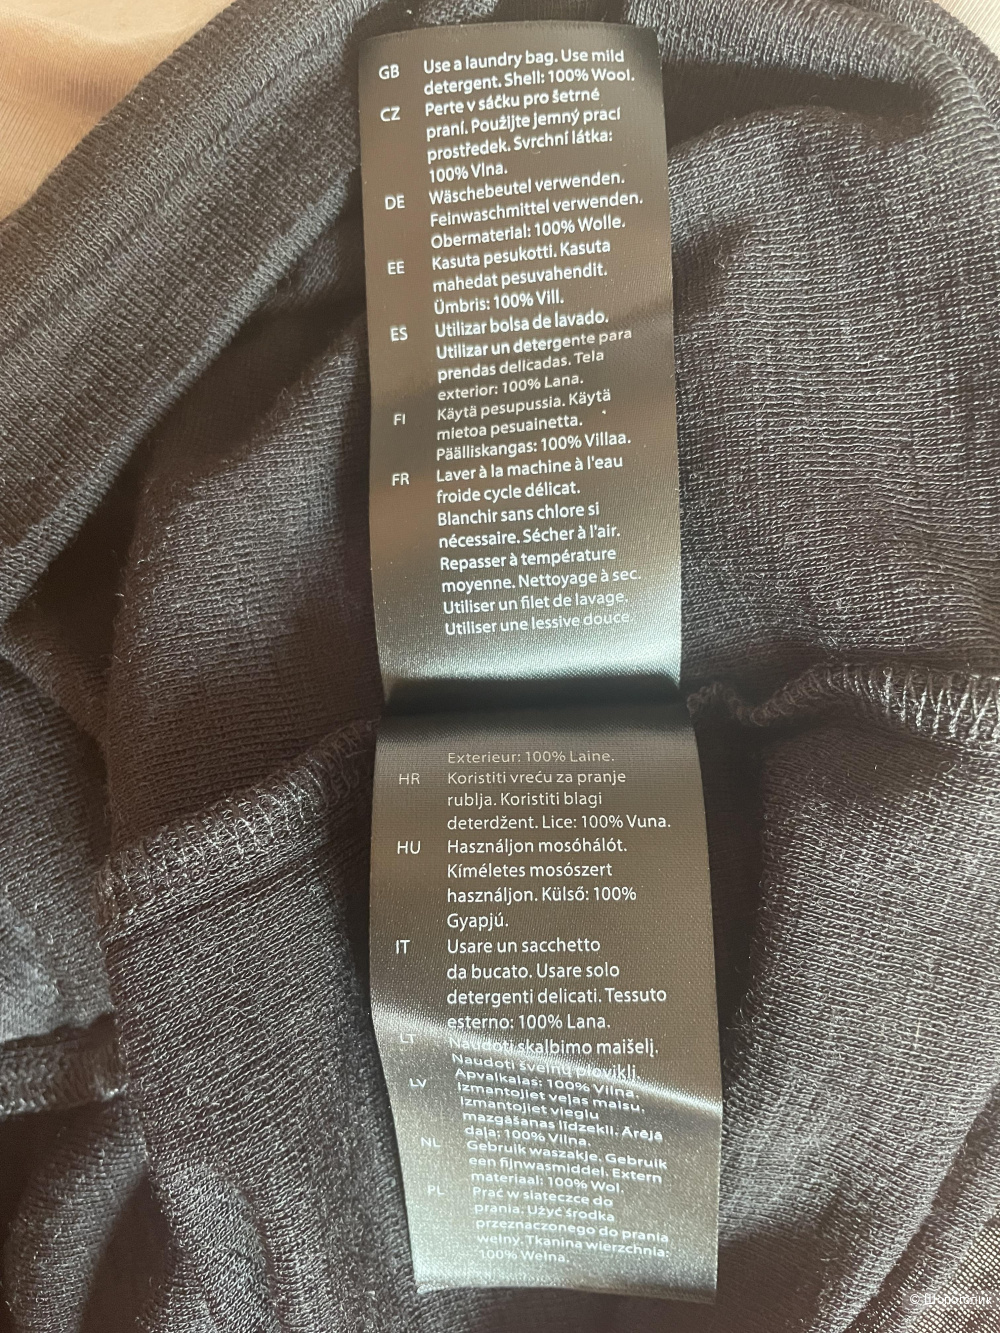 GB Use a laundry bag. Use mild
detergent. Shell: 100% Wool.
CZ Perte v sáčku pro šetrné
praní. Použijte jemný prací
prostředek. Svrchní látka:
100% Vlna.
DE Wäschebeutel verwenden.
Feinwaschmittel verwenden.
Obermaterial: 100% Wolle.
EE Kasuta pesukotti. Kasuta
mahedat pesuvahendit.
Ümbris: 100% Vill.
ES Utilizar bolsa de lavado.
Utilizar un detergente para
prendas delicadas. Tela
exterior: 100% Lana.
FI Käytä pesupussia. Käytä
mietoa pesuainetta.
Päälliskangas: 100% Villaa.
FR Laver à la machine à l'eau
froide cycle délicat.
Blanchir sans chlore si
nécessaire. Sécher à l'air.
Repasser à température
moyenne. Nettoyage à sec.
Utiliser un filet de lavage.
Utiliser une lessive douce.
Exterieur: 100% Laine.
HR Koristiti vreću za pranje
rublja. Koristiti blagi
deterdžent. Lice: 100% Vuna.
HU Használjon mosóhálót.
Kíméletes mosószert
használjon. Külső: 100%
Gyapjú.
IT Usare un sacchetto
da bucato. Usare solo
detergenti delicati. Tessuto
esterno: 100% Lana.
LT Naudoti skalbimo maišelį.
Naudoti švelnų ploviklį.
Apvalkalas: 100% Vilna.
LV Izmantojiet veļas maisu.
Izmantojiet vieglu
mazgāšanas līdzekli. Ārējā
daļa: 100% Vilna.
NL Gebruik waszakje. Gebruik
een fijnwasmiddel. Extern
materiaal: 100% Wol.
PL Prać w siateczce do
prania. Użyć środka
przeznaczonego do prania
wełny. Tkanina wierzchnia:
100% Wełna.